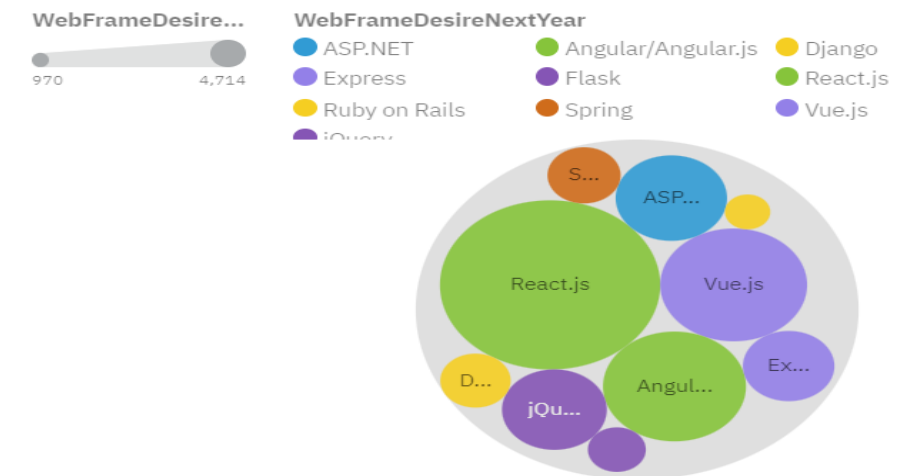 WebFrameDesire...
970 4,714
WebFrameDesireNextYear
ASP.NET Angular/Angular.js Django
Express Flask React.js
Ruby on Rails Spring Vue.js
jQuery
S...
ASP...
React.js
Vue.js
Ex...
D...
Angul...
jQu...